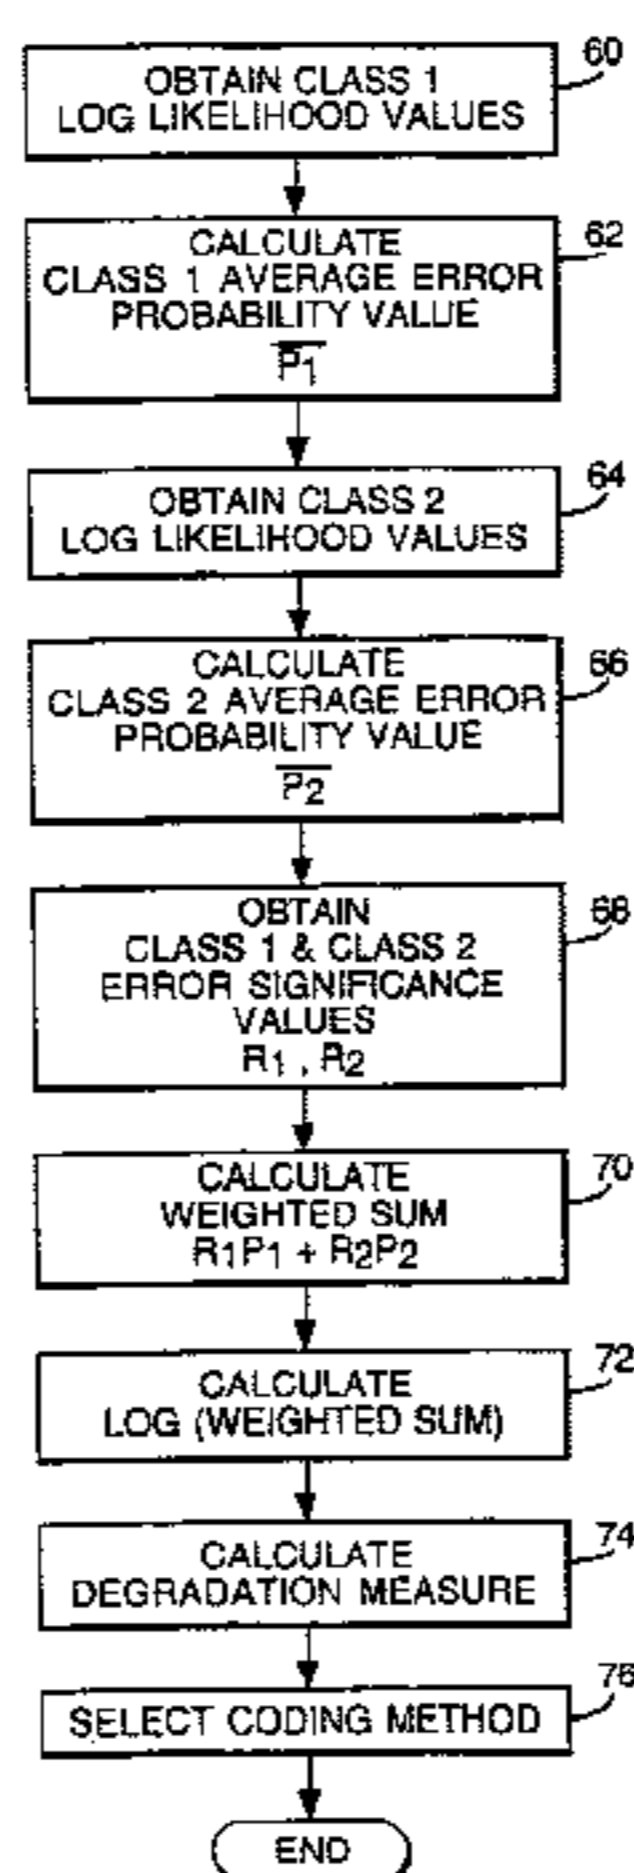 60
OBTAIN CLASS 1
LOG LIKELIHOOD VALUES
62
CALCULATE
CLASS 1 AVERAGE ERROR
PROBABILITY VALUE
P1
64
OBTAIN CLASS 2
LOG LIKELIHOOD VALUES
66
CALCULATE
CLASS 2 AVERAGE ERROR
PROBABILITY VALUE
P2
68
OBTAIN
CLASS 1 & CLASS 2
ERROR SIGNIFICANCE
VALUES
R1 , R2
70
CALCULATE
WEIGHTED SUM
R1P1 + R2P2
72
CALCULATE
LOG (WEIGHTED SUM)
74
CALCULATE
DEGRADATION MEASURE
76
SELECT CODING METHOD
END